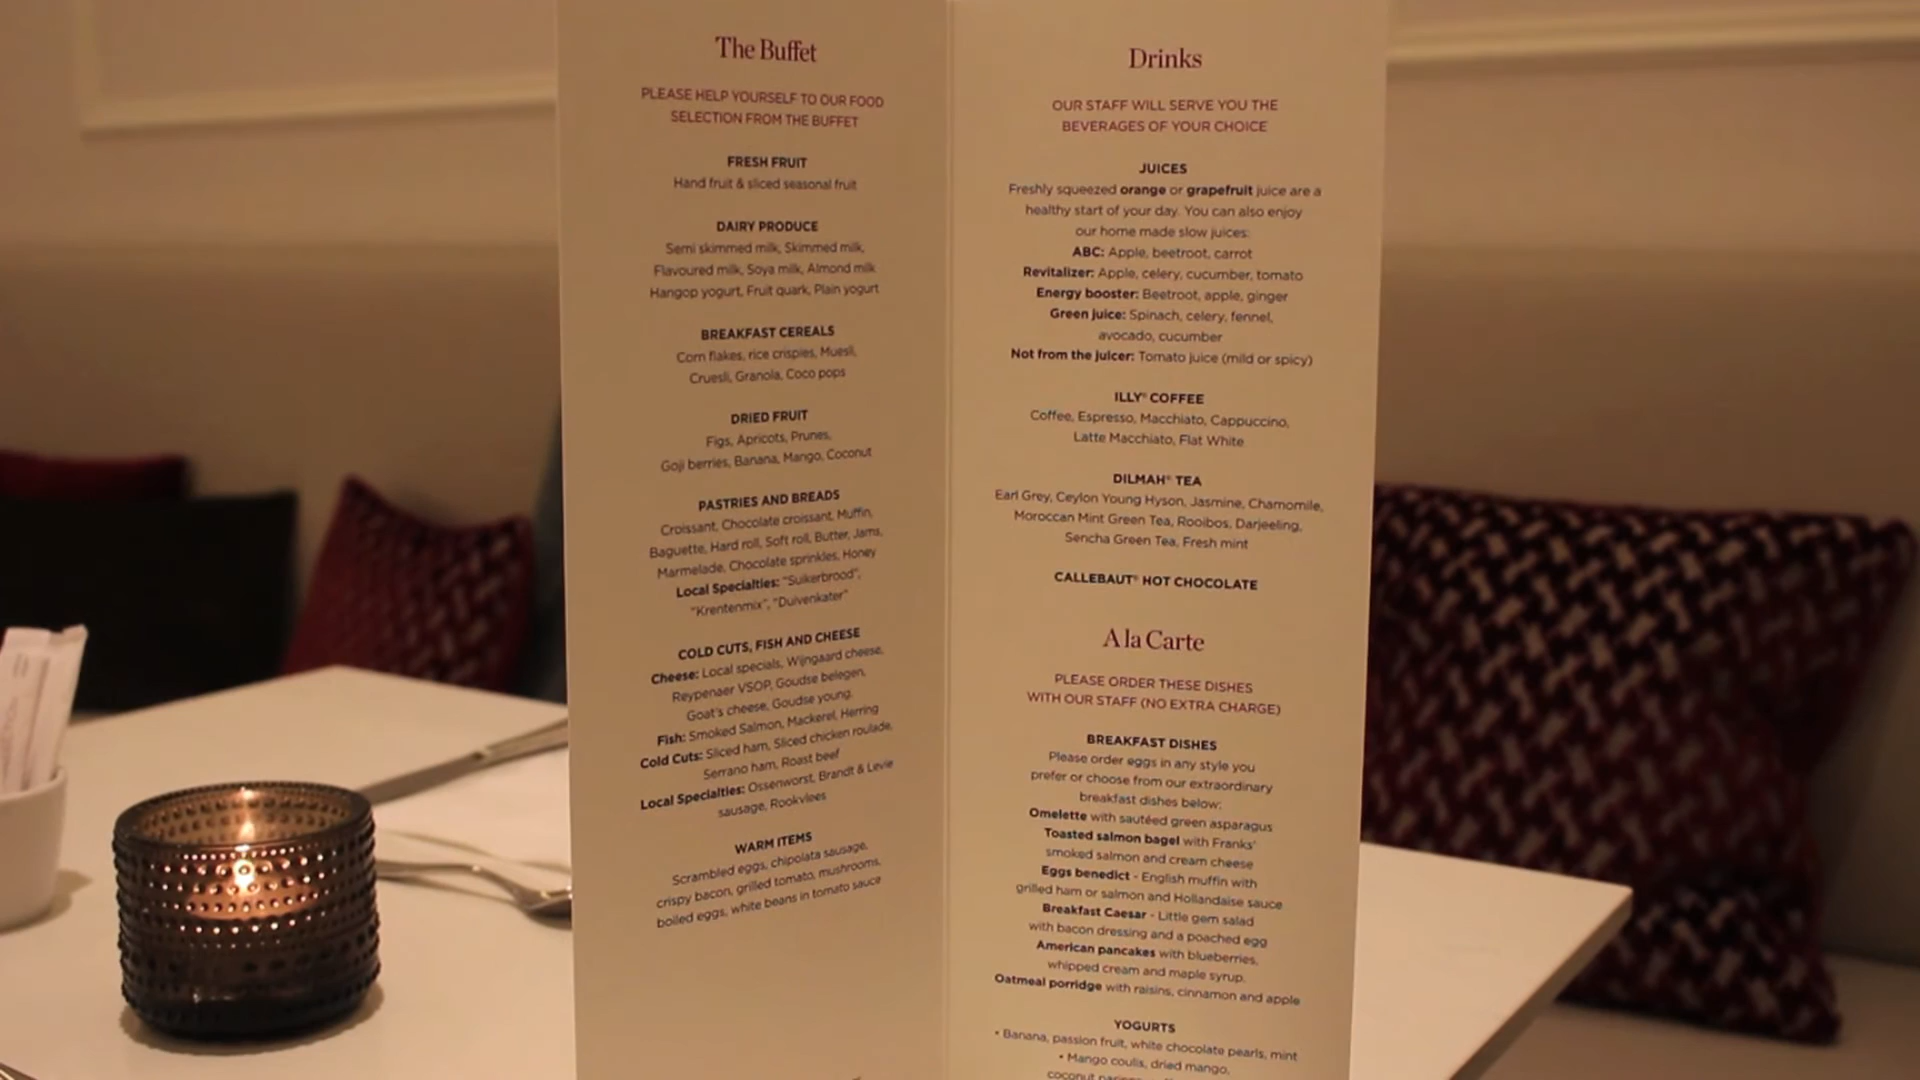 The Buffet
PLEASE HELP YOURSELF TO OUR FOOD
SELECTION FROM THE BUFFET
FRESH FRUIT
Hand fruit & sliced seasonal fruit
DAIRY PRODUCE
Semi skimmed milk, Skimmed milk,
Flavoured milk, Soya milk, Almond milk
Hangop yogurt, Fruit quark, Plain yogurt
BREAKFAST CEREALS
Corn flakes, rice crispies, Muesli,
Cruesli, Granola, Coco pops
DRIED FRUIT
Figs, Apricots, Prunes,
Goji berries, Banana, Mango, Coconut
PASTRIES AND BREADS
Croissant, Chocolate croissant, Muffin,
Baguette, Hard roll, Soft roll, Butter, Jams,
Marmelade, Chocolate sprinkles, Honey
Local Specialties: "Suikerbrood",
"Krentenmix", "Duivenkater"
COLD CUTS, FISH AND CHEESE
Cheese: Local specials, Wijngaard cheese,
Reypenaer VSOP, Goudse belegen,
Goat's cheese, Goudse young.
Fish: Smoked Salmon, Mackerel, Herring
Cold Cuts: Sliced ham, Sliced chicken roulade,
Serrano ham, Roast beef
Local Specialties: Ossenworst, Brandt & Levie
sausage, Rookvlees
WARM ITEMS
Scrambled eggs, chipolata sausage,
crispy bacon, grilled tomato, mushrooms,
boiled eggs, white beans in tomato sauce
Drinks
OUR STAFF WILL SERVE YOU THE
BEVERAGES OF YOUR CHOICE
JUICES
Freshly squeezed orange or grapefruit juice are a
healthy start of your day. You can also enjoy
our home made slow juices:
ABC: Apple, beetroot, carrot
Revitalizer: Apple, celery, cucumber, tomato
Energy booster: Beetroot, apple, ginger
Green juice: Spinach, celery, fennel,
avocado, cucumber
Not from the juicer: Tomato juice (mild or spicy)
ILLY® COFFEE
Coffee, Espresso, Macchiato, Cappuccino,
Latte Macchiato, Flat White
DILMAH® TEA
Earl Grey, Ceylon Young Hyson, Jasmine, Chamomile,
Moroccan Mint Green Tea, Rooibos, Darjeeling,
Sencha Green Tea, Fresh mint
CALLEBAUT® HOT CHOCOLATE
A la Carte
PLEASE ORDER THESE DISHES
WITH OUR STAFF (NO EXTRA CHARGE)
BREAKFAST DISHES
Please order eggs in any style you
prefer or choose from our extraordinary
breakfast dishes below:
Omelette with sautéed green asparagus
Toasted salmon bagel with Franks'
smoked salmon and cream cheese
Eggs benedict - English muffin with
grilled ham or salmon and Hollandaise sauce
Breakfast Caesar - Little gem salad
with bacon dressing and a poached egg
American pancakes with blueberries,
whipped cream and maple syrup.
Oatmeal porridge with raisins, cinnamon and apple
YOGURTS
• Banana, passion fruit, white chocolate pearls, mint
• Mango coulis, dried mango,
coconut